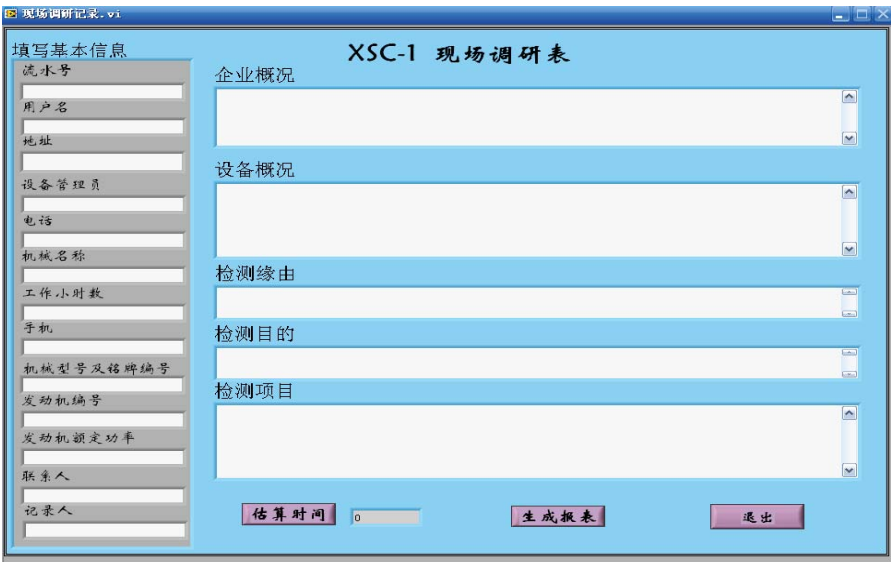 现场调研记录.vi
填写基本信息
XSC-1 现场调研表
流水号
用户名
地址
设备管理员
电话
机械名称
工作小时数
手机
机械型号及铭牌编号
发动机编号
发动机额定功率
联系人
记录人
企业概况
设备概况
检测缘由
检测目的
检测项目
估算时间
0
生成报表
退出